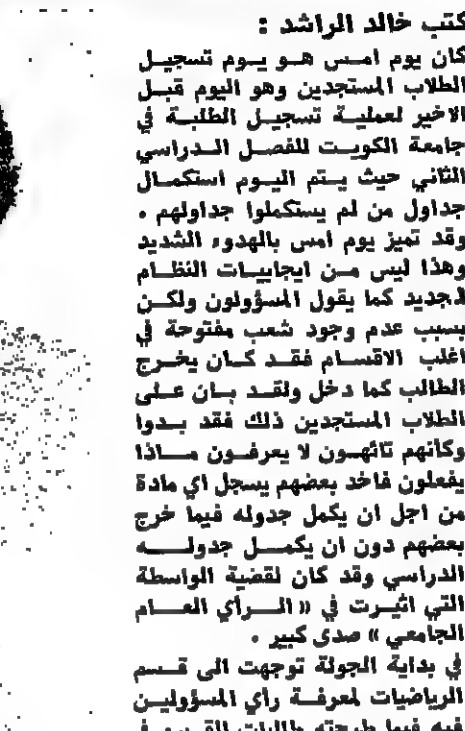 كتب خالد الراشد :
كان يوم امس هو يوم تسجيل
الطلاب المستجدين وهو اليوم قبل
الاخير لعملية تسجيل الطلبة في
جامعة الكويت للفصل الدراسي
الثاني حيث يتم اليوم استكمال
جداول من لم يستكملوا جداولهم .
وقد تميز يوم امس بالهدوء الشديد
وهذا ليس من ايجابيات النظام
الجديد كما يقول المسؤولون ولكن
بسبب عدم وجود شعب مفتوحة في
اغلب الاقسام فقد كان يخرج
الطالب كما دخل ولقد بان على
الطلاب المستجدين ذلك فقد بدوا
وكأنهم تائهون لا يعرفون ماذا
يفعلون فاخد بعضهم يسجل اي مادة
من اجل ان يكمل جدوله فيما خرج
بعضهم دون ان يكمل جدوله
الدراسي وقد كان لقضية الواسطة
التي اثيرت في « الرأي العام
الجامعي » صدى كبير .
في بداية الجولة توجهت الى قسم
الرياضيات لمعرفة رأي المسؤولين
فيه فيما طرحته طالبات